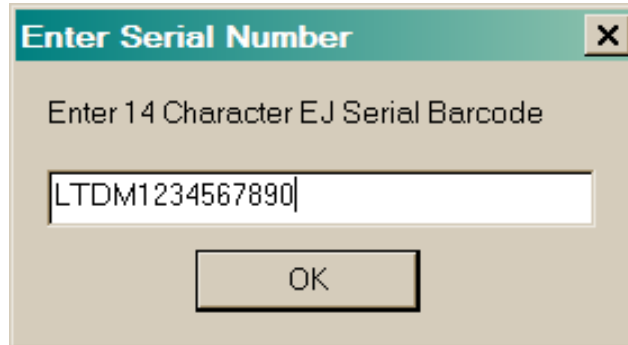 Enter Serial Number
Enter 14 Character EJ Serial Barcode
LTDM1234567890
OK